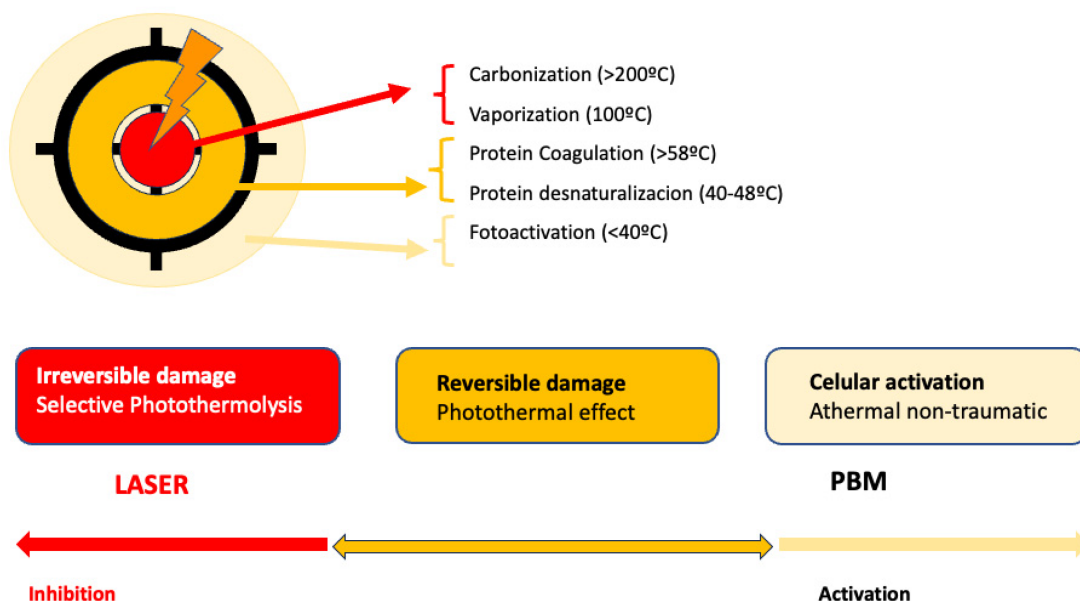 Carbonization (>200ºC)
Vaporization (100ºC)
Protein Coagulation (>58ºC)
Protein desnaturalizacion (40-48ºC)
Fotoactivation (<40ºC)
Irreversible damage
Selective Photothermolysis
Reversible damage
Photothermal effect
Celular activation
Athermal non-traumatic
LASER
PBM
Inhibition
Activation